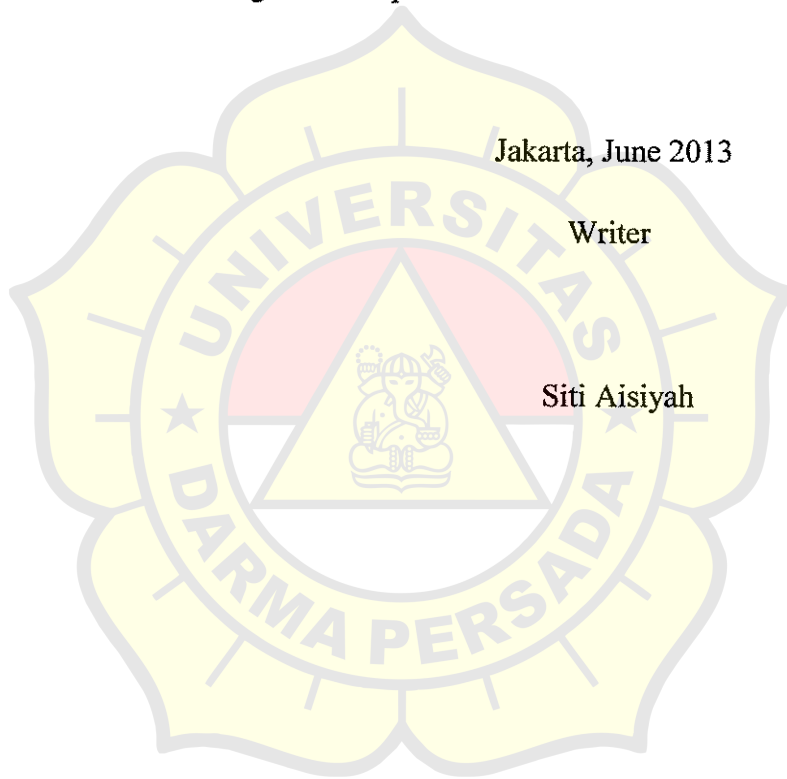 Jakarta, June 2013
Writer
Siti Aisiyah
UNIVERSITAS
DARMA PERSADA